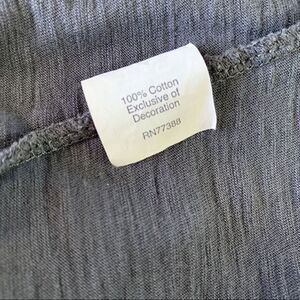 100% Cotton
Exclusive of
Decoration
RN77388